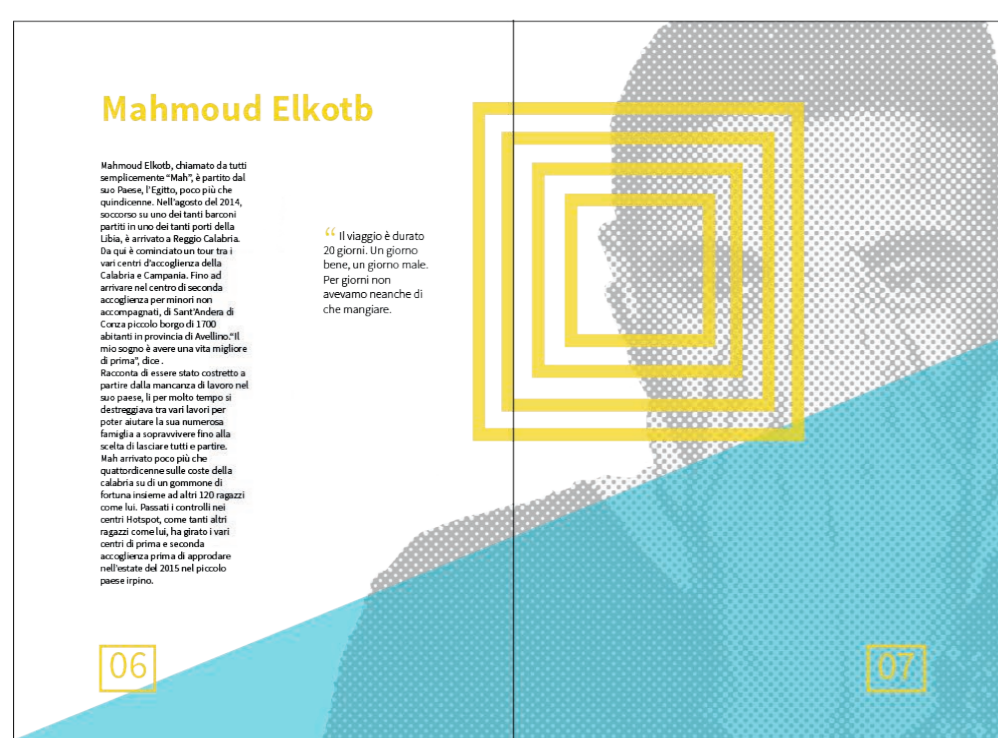 Mahmoud Elkotb
Mahmoud Elkotb, chiamato da tutti
semplicemente “Mah”, è partito dal
suo Paese, l’Egitto, poco più che
quindicenne. Nell’agosto del 2014,
soccorso su uno dei tanti barconi
partiti in uno dei tanti porti della
Libia, è arrivato a Reggio Calabria.
Da qui è cominciato un tour tra i
vari centri d’accoglienza della
Calabria e Campania. Fino ad
arrivare nel centro di seconda
accoglienza per minori non
accompagnati, di Sant’Andera di
Conza piccolo borgo di 1700
abitanti in provincia di Avellino.“Il
mio sogno è avere una vita migliore
di prima”, dice .
Racconta di essere stato costretto a
partire dalla mancanza di lavoro nel
suo paese, li per molto tempo si
destreggiava tra vari lavori per
poter aiutare la sua numerosa
famiglia a sopravvivere fino alla
scelta di lasciare tutti e partire.
Mah arrivato poco più che
quattordicenne sulle coste della
calabria su di un gommone di
fortuna insieme ad altri 120 ragazzi
come lui. Passati i controlli nei
centri Hotspot, come tanti altri
ragazzi come lui, ha girato i vari
centri di prima e seconda
accoglienza prima di approdare
nell’estate del 2015 nel piccolo
paese irpino.
“ Il viaggio è durato
20 giorni. Un giorno
bene, un giorno male.
Per giorni non
avevamo neanche di
che mangiare.
06
07